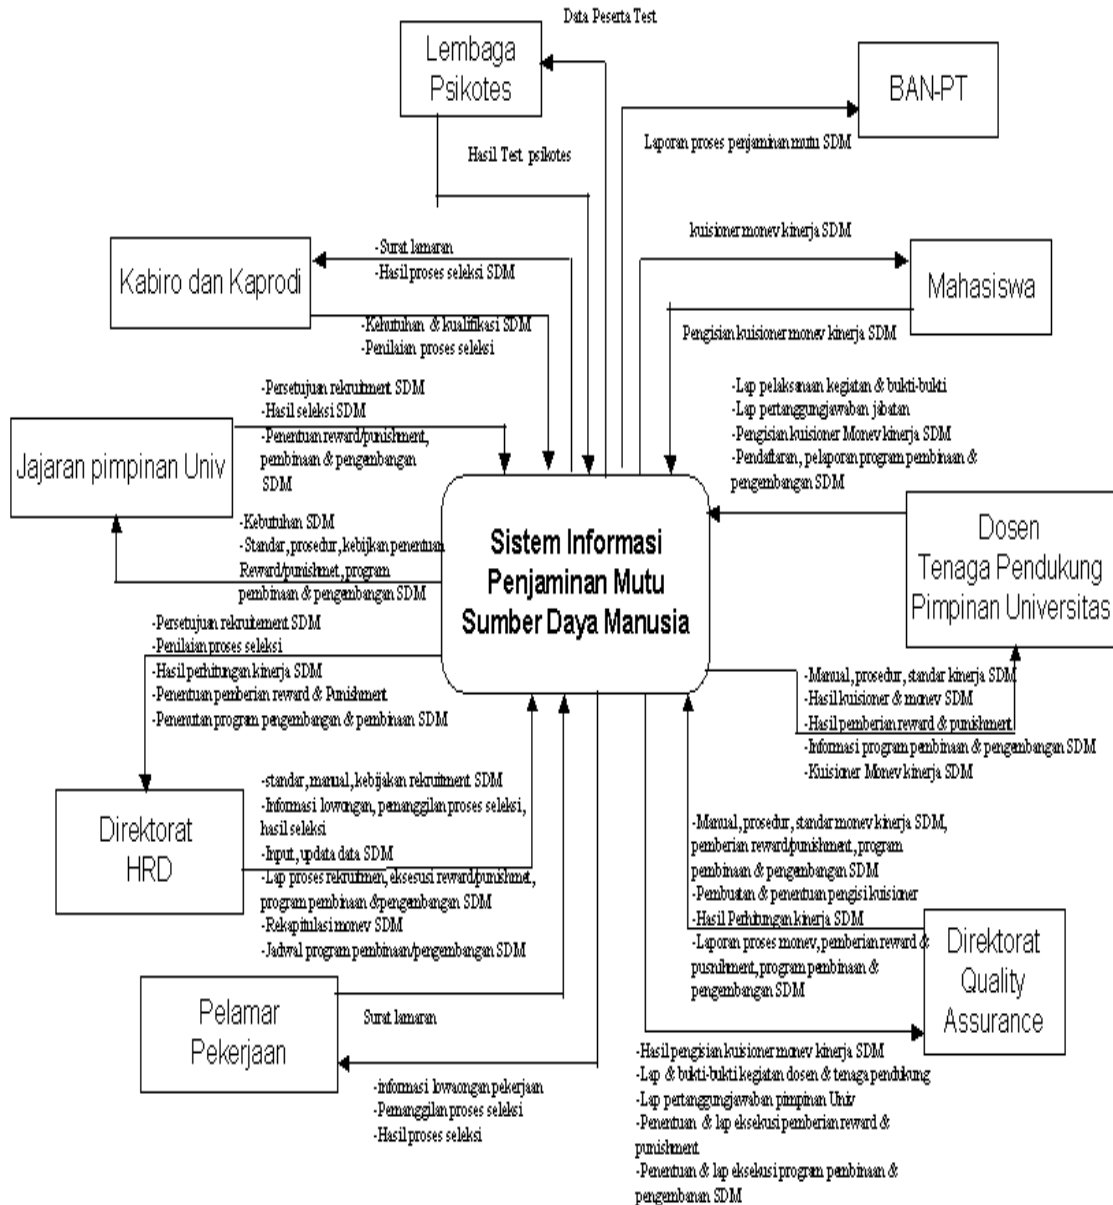 Data Peserta Test
Lembaga
Psikotes
BAN-PT
Laporan proses penjaminan mutu SDM
Hasil Test psikotes
kuisioner monev kinerja SDM
-Surat lamaran
-Hasil proses seleksi SDM
Kabiro dan Kaprodi
Mahasiswa
-Kebutuhan & kualifikasi SDM
-Penilaian proses seleksi
Pengisian kuisioner monev kinerja SDM
-Persetujuan rekruitment SDM
-Hasil seleksi SDM
-Penentuan reward/punishment,
pembinaan & pengembangan
SDM
-Lap pelaksanaan kegiatan & bukti-bukti
-Lap pertanggungjawaban jabatan
-Pengisian kuisioner Monev kinerja SDM
-Pendaftaran, pelaporan program pembinaan &
pengembangan SDM
Jajaran pimpinan Univ
-Kebutuhan SDM
-Standar, prosedur, kebijkan penentuan
Reward/punishmet, program
pembinaan & pengembangan SDM
Sistem Informasi
Penjaminan Mutu
Sumber Daya Manusia
Dosen
Tenaga Pendukung
Pimpinan Universitas
-Persetujuan rekruitement SDM
-Penilaian proses seleksi
-Hasil perhitungan kinerja SDM
-Penentuan pemberian reward & Punishment
-Penenutan program pengembangan & pembinaan SDM
-Manual, prosedur, standar kinerja SDM
-Hasil kuisioner & monev SDM
-Hasil pemberian reward & punishment
-Informasi program pembinaan & pengembangan SDM
-Kuisioner Monev kinerja SDM
Direktorat
HRD
-standar, manual, kebijakan rekruitment SDM
-Informasi lowongan, pemanggilan proses seleksi,
hasil seleksi
-Input, updata data SDM
-Lap proses rekruitmen, eksesusi reward/punishmet,
program pembinaan &pengembangan SDM
-Rekapitulasi monev SDM
-Jadwal program pembinaan/pengembangan SDM
-Manual, prosedur, standar monev kinerja SDM,
pemberian reward/punishment, program
pembinaan & pengembangan SDM
-Pembuatan & penentuan pengisi kuisioner
-Hasil Perhitungan kinerja SDM
-Laporan proses monev, pemberian reward &
pusnihment, program pembinaan &
pengembangan SDM
Direktorat
Quality
Assurance
Pelamar
Pekerjaan
Surat lamaran
-informasi lowaongan pekerjaan
-Pemanggilan proses seleksi
-Hasil proses seleksi
-Hasil pengisian kuisioner monev kinerja SDM
-Lap & bukti-bukti kegiatan dosen & tenaga pendukung
-Lap pertanggungjawaban pimpinan Univ
-Penentuan & lap eksekusi pemberian reward &
punishment
-Penentuan & lap eksekusi program pembinaan &
pengembanan SDM